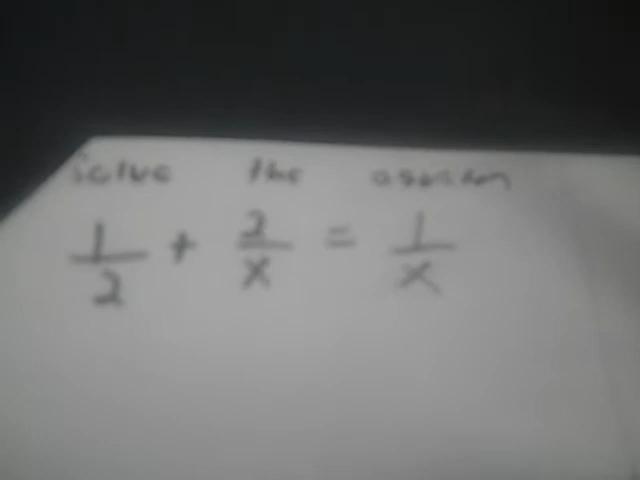 solve the
1/2 + 2/x = 1/x